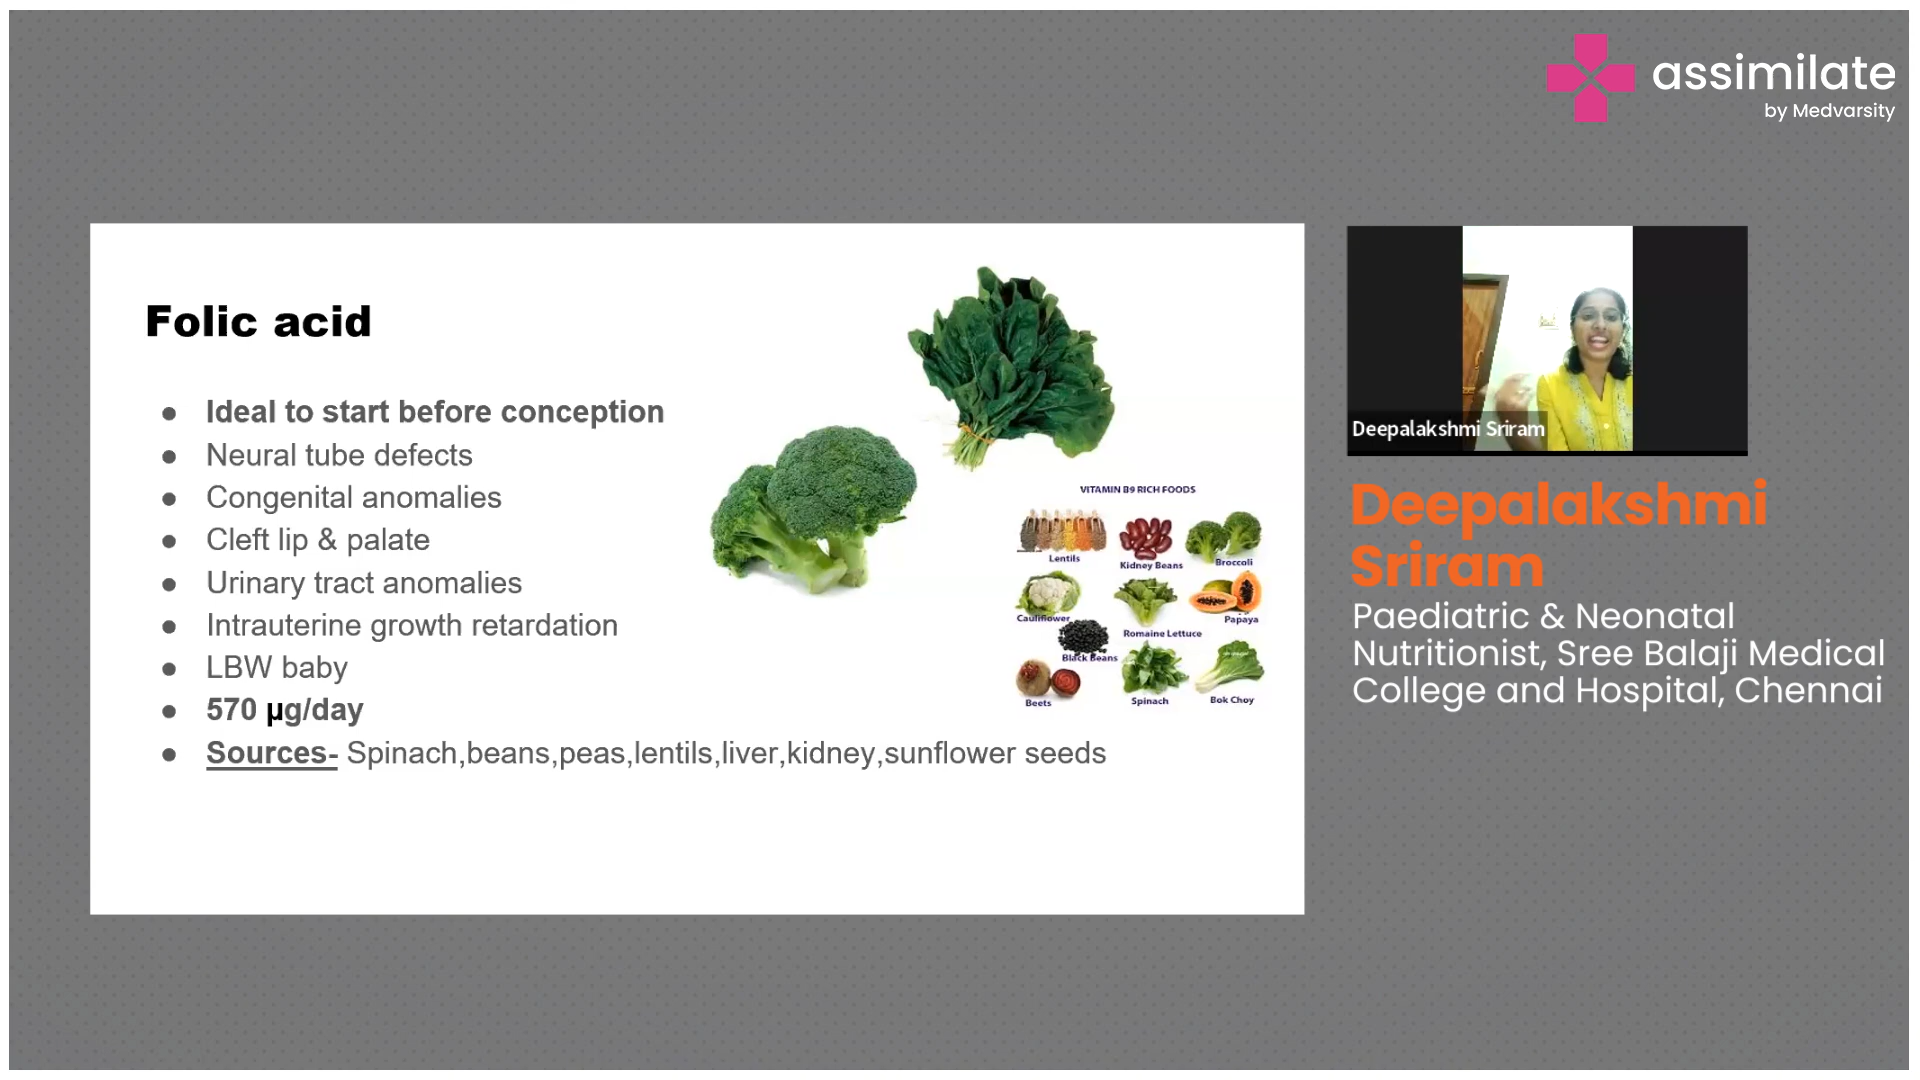 assimilate
by Medvarsity
Folic acid
Ideal to start before conception
Neural tube defects
Congenital anomalies
Cleft lip & palate
Urinary tract anomalies
Intrauterine growth retardation
LBW baby
570 µg/day
Sources- Spinach,beans,peas,lentils,liver,kidney,sunflower seeds
VITAMIN B9 RICH FOODS
Lentils
Kidney Beans
Broccoli
Cauliflower
Romaine Lettuce
Papaya
Black Beans
Beets
Spinach
Bok Choy
Deepalakshmi Sriram
Deepalakshmi
Sriram
Paediatric & Neonatal
Nutritionist, Sree Balaji Medical
College and Hospital, Chennai